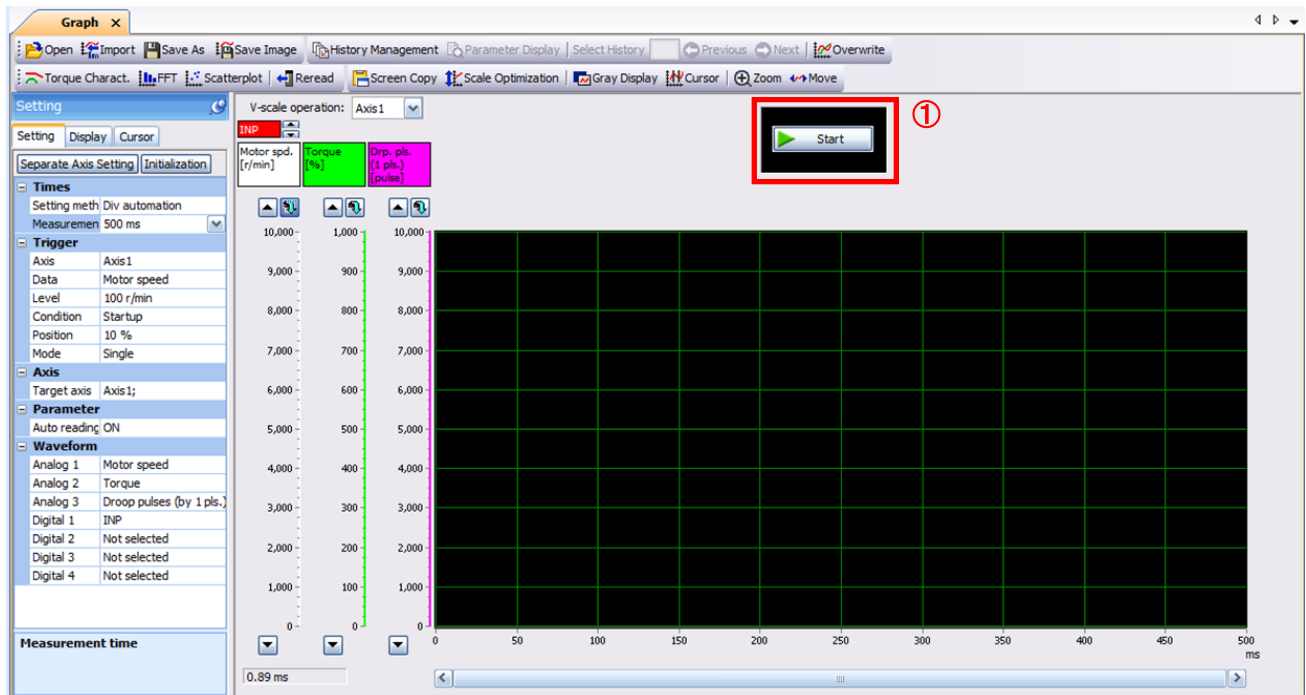 Graph
Open Import Save As Save Image History Management Parameter Display Select History Previous Next Overwrite
Torque Charact. FFT Scatterplot Reread Screen Copy Scale Optimization Gray Display Cursor Zoom Move
Setting
Setting Display Cursor
Separate Axis Setting Initialization
Times
Setting meth Div automation
Measuremen 500 ms
Trigger
Axis Axis1
Data Motor speed
Level 100 r/min
Condition Startup
Position 10 %
Mode Single
Axis
Target axis Axis1;
Parameter
Auto reading ON
Waveform
Analog 1 Motor speed
Analog 2 Torque
Analog 3 Droop pulses (by 1 pls.)
Digital 1 INP
Digital 2 Not selected
Digital 3 Not selected
Digital 4 Not selected
Measurement time
V-scale operation: Axis1
INP
Motor spd. Torque Drp. pls.
[r/min] [%] (1 pls.)
[pulse]
Start
①
10,000 1,000 10,000
9,000 900 9,000
8,000 800 8,000
7,000 700 7,000
6,000 600 6,000
5,000 500 5,000
4,000 400 4,000
3,000 300 3,000
2,000 200 2,000
1,000 100 1,000
0 0 0
0 50 100 150 200 250 300 350 400 450 500
ms
0.89 ms